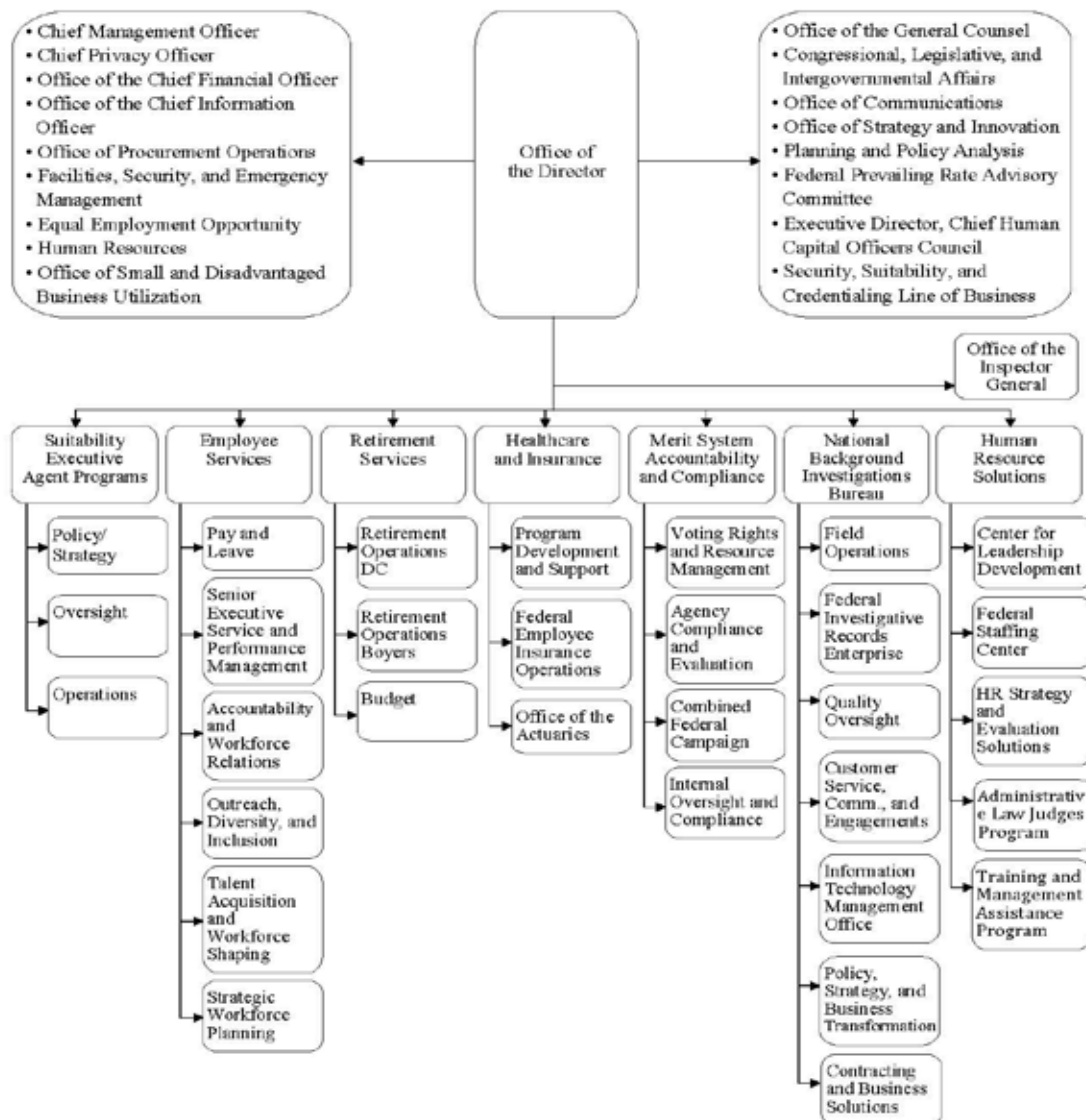 • Chief Management Officer
• Chief Privacy Officer
• Office of the Chief Financial Officer
• Office of the Chief Information
Officer
• Office of Procurement Operations
• Facilities, Security, and Emergency
Management
• Equal Employment Opportunity
• Human Resources
• Office of Small and Disadvantaged
Business Utilization
Office of
the Director
• Office of the General Counsel
• Congressional, Legislative, and
Intergovernmental Affairs
• Office of Communications
• Office of Strategy and Innovation
• Planning and Policy Analysis
• Federal Prevailing Rate Advisory
Committee
• Executive Director, Chief Human
Capital Officers Council
• Security, Suitability, and
Credentialing Line of Business
Office of the
Inspector
General
Suitability
Executive
Agent Programs
Policy/
Strategy
Oversight
Operations
Employee
Services
Pay and
Leave
Senior
Executive
Service and
Performance
Management
Accountability
and
Workforce
Relations
Outreach,
Diversity, and
Inclusion
Talent
Acquisition
and
Workforce
Shaping
Strategic
Workforce
Planning
Retirement
Services
Retirement
Operations
DC
Retirement
Operations
Boyers
Budget
Healthcare
and Insurance
Program
Development
and Support
Federal
Employee
Insurance
Operations
Office of the
Actuaries
Merit System
Accountability
and Compliance
Voting Rights
and Resource
Management
Agency
Compliance
and
Evaluation
Combined
Federal
Campaign
Internal
Oversight and
Compliance
National
Background
Investigations
Bureau
Field
Operations
Federal
Investigative
Records
Enterprise
Quality
Oversight
Customer
Service,
Comm., and
Engagements
Information
Technology
Management
Office
Policy,
Strategy, and
Business
Transformation
Contracting
and Business
Solutions
Human
Resource
Solutions
Center for
Leadership
Development
Federal
Staffing
Center
HR Strategy
and
Evaluation
Solutions
Administrativ
e Law Judges
Program
Training and
Management
Assistance
Program